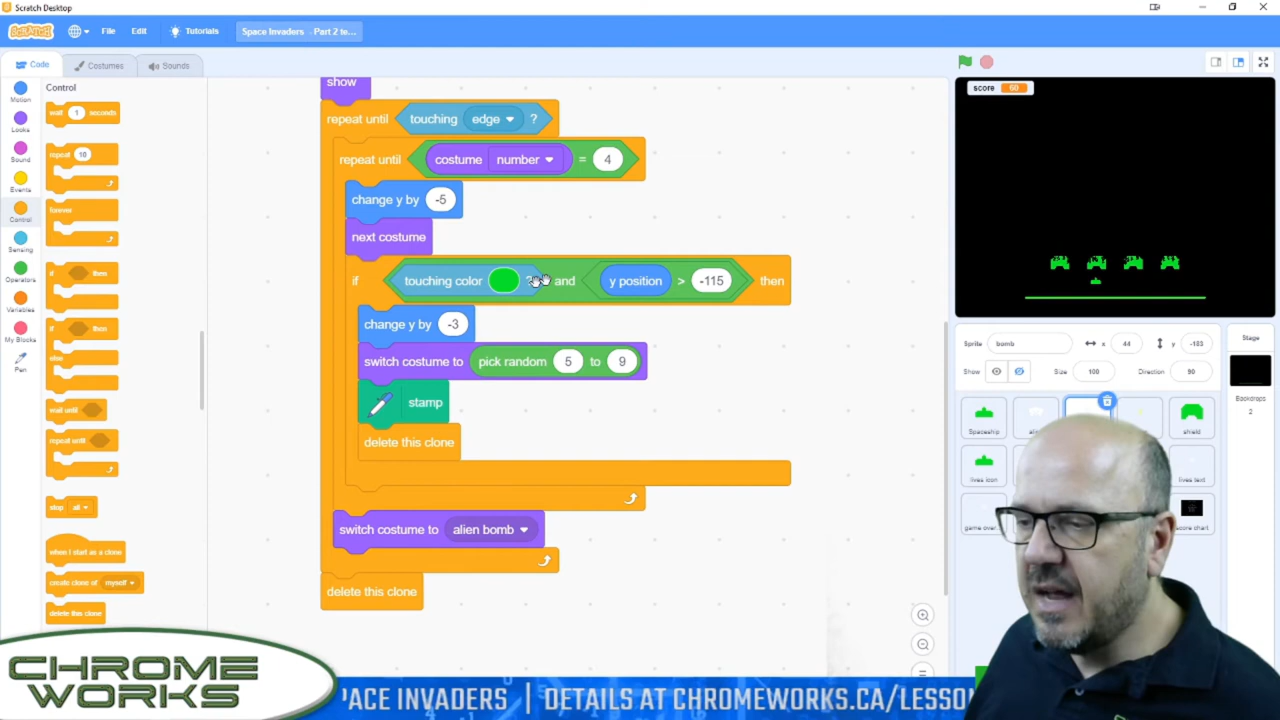 Scratch Desktop
SCRATCH
File
Edit
Tutorials
Space Invaders - Part 2 te...
Code
Costumes
Sounds
Motion
Looks
Sound
Events
Control
Sensing
Operators
Variables
My Blocks
Pen
Control
wait 1 seconds
repeat 10
forever
if then
if then
else
wait until
repeat until
stop all
when I start as a clone
create clone of myself
delete this clone
show
repeat until touching edge ?
repeat until costume number = 4
change y by -5
next costume
if touching color ? and y position > -115 then
change y by -3
switch costume to pick random 5 to 9
stamp
delete this clone
switch costume to alien bomb
delete this clone
score 60
Sprite bomb x 44 y -183
Show Size 100 Direction 90
Stage
Backdrops
2
Spaceship
shield
lives icon
lives text
game over...
score chart
CHROME
WORKS
PACE INVADERS | DETAILS AT CHROMEWORKS.CA/LESSO